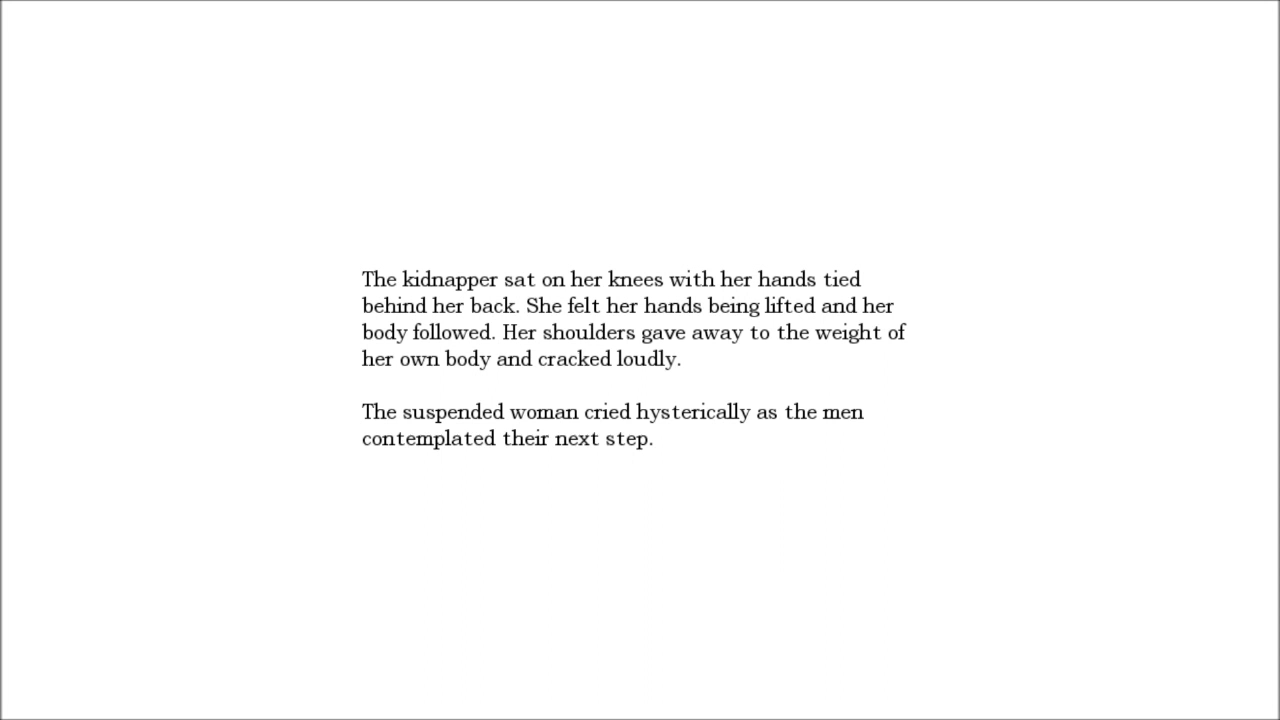 The kidnapper sat on her knees with her hands tied
behind her back. She felt her hands being lifted and her
body followed. Her shoulders gave away to the weight of
her own body and cracked loudly.
The suspended woman cried hysterically as the men
contemplated their next step.